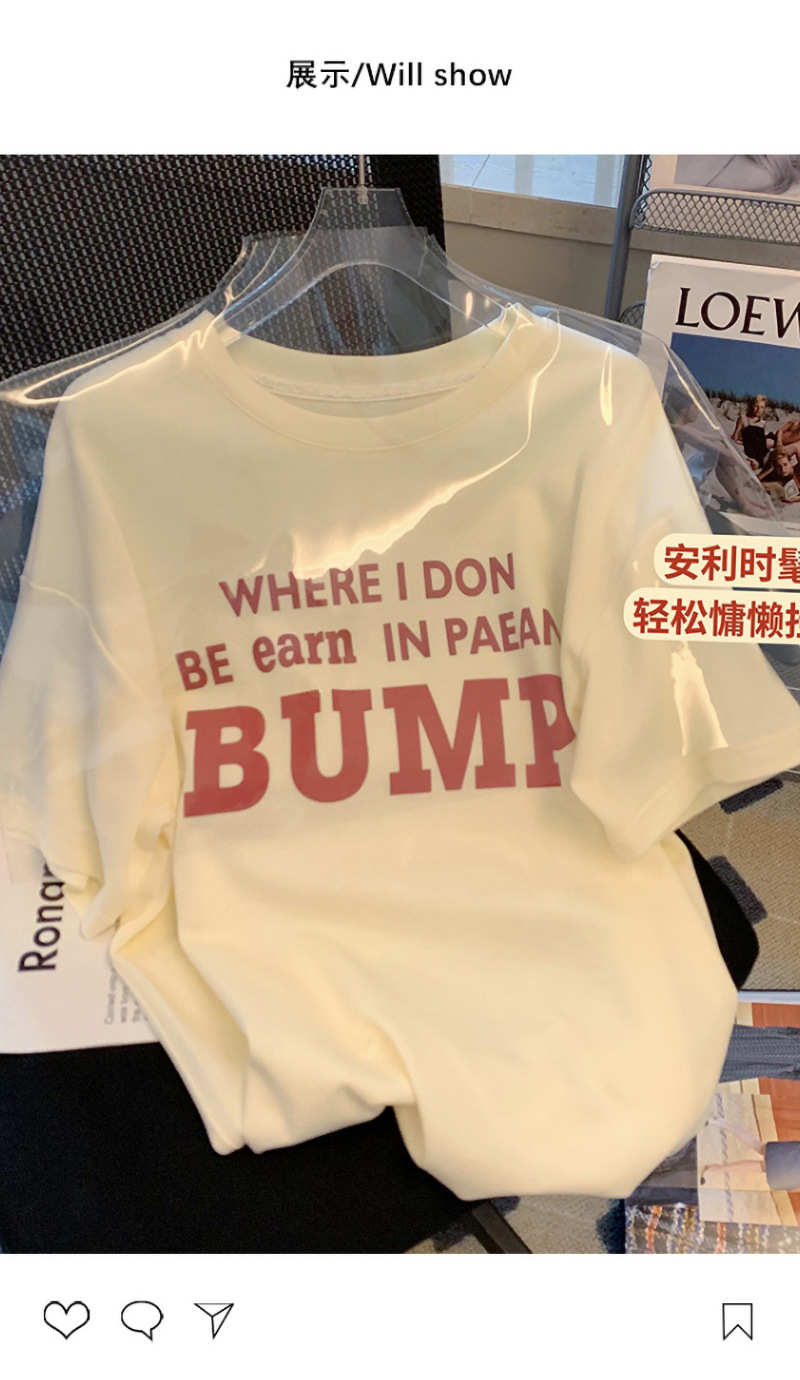 展示/Will show
LOEW
安利时髦
轻松慵懒
WHERE I DON
BE earn IN PAEAN
BUMP
Rona